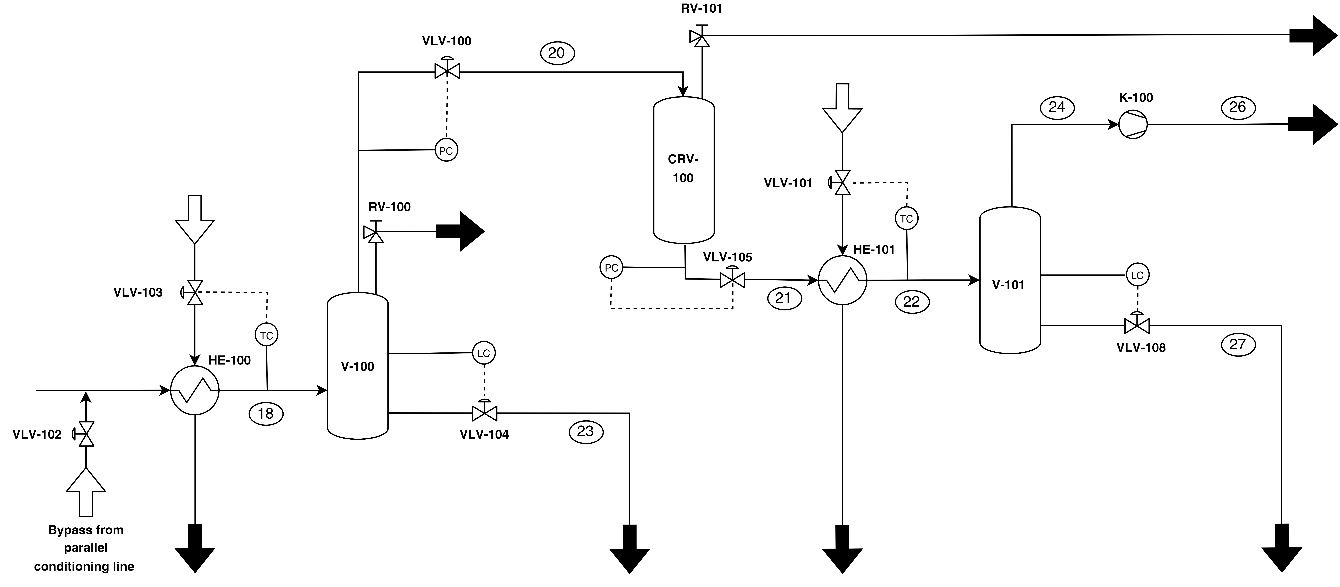 RV-101
VLV-100
20
24
K-100
26
PC
CRV-
100
VLV-101
TC
RV-100
HE-101
VLV-105
PC
LC
V-101
21
22
VLV-103
TC
VLV-108
27
HE-100
LC
V-100
18
VLV-102
VLV-104
23
Bypass from
parallel
conditioning line